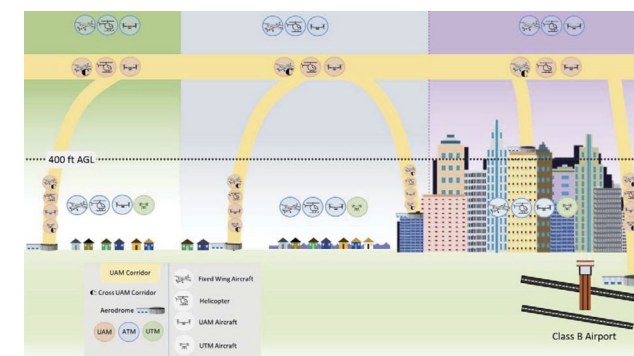 400 ft AGL
UAM Corridor
Cross UAM Corridor
Aerodrome
UAM ATM UTM
Fixed Wing Aircraft
Helicopter
UAM Aircraft
UTM Aircraft
Class B Airport